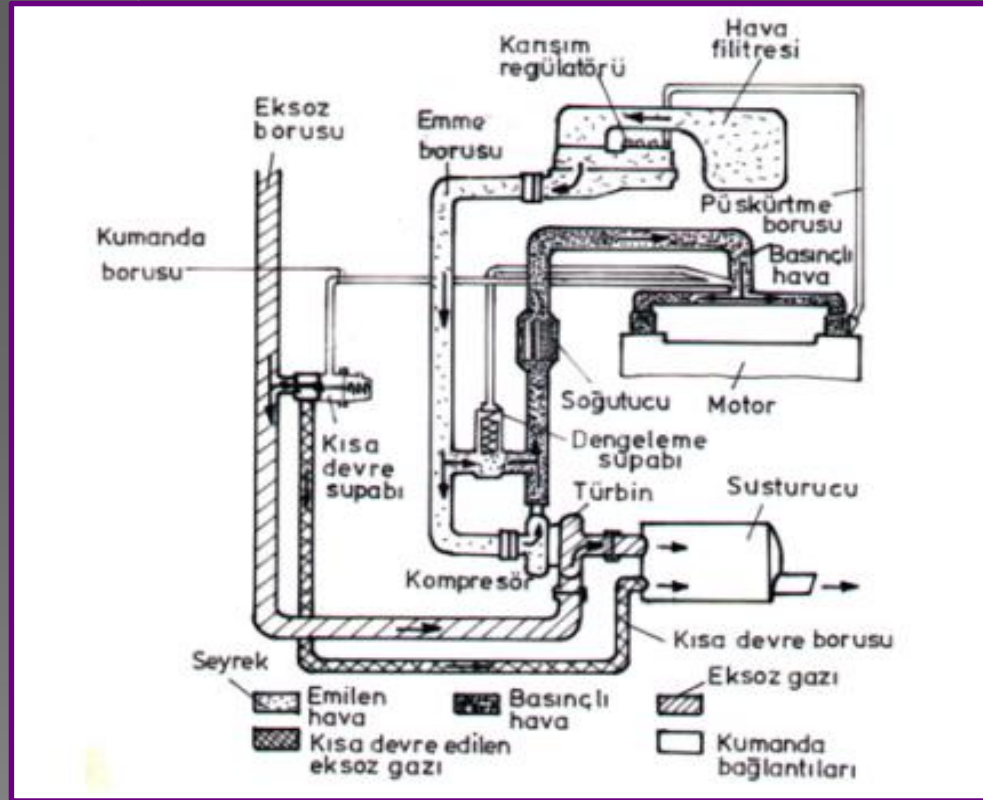 Hava
filitresi
Karışım
regülatörü
Eksoz
borusu
Emme
borusu
Püskürtme
borusu
Kumanda
borusu
Basınçlı
hava
Soğutucu
Motor
Kısa
devre
supabı
Dengeleme
supabı
Türbin
Susturucu
Kompresör
Kısa devre borusu
Seyrek
Eksoz gazı
Emilen
hava
Basınçlı
hava
Kısa devre edilen
eksoz gazı
Kumanda
bağlantıları